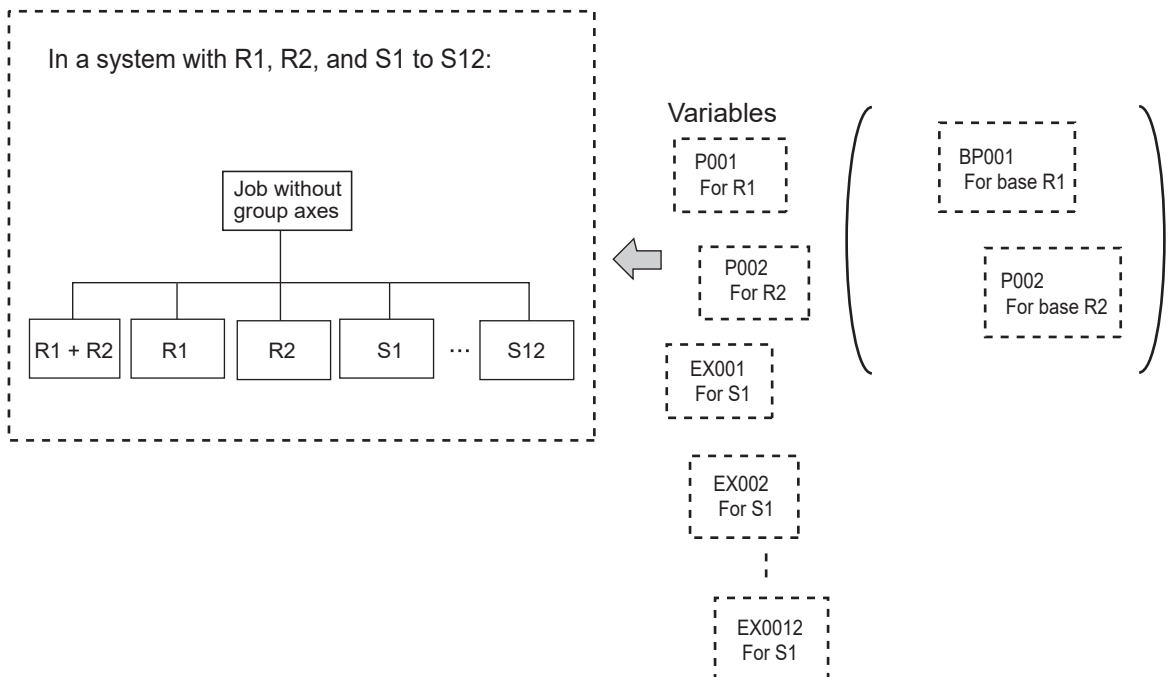 In a system with R1, R2, and S1 to S12:
Job without
group axes
R1 + R2
R1
R2
S1
...
S12
Variables
P001
For R1
P002
For R2
EX001
For S1
EX002
For S1
EX0012
For S1
BP001
For base R1
P002
For base R2